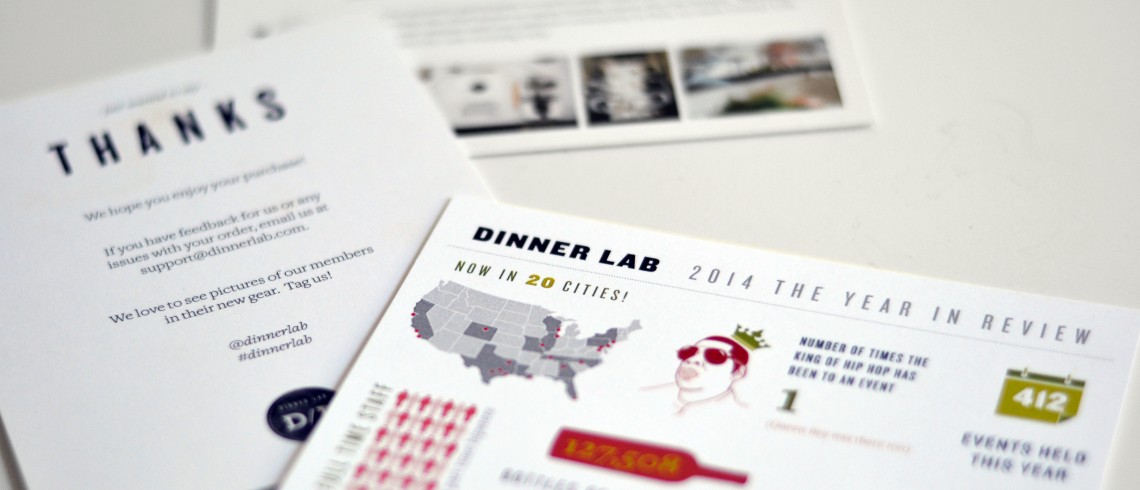 THANKS
We hope you enjoy your purchase!
If you have feedback for us or any
issues with your order, email us at
support@dinnerlab.com.
We love to see pictures of our members
in their new gear. Tag us!
@dinnerlab
#dinnerlab
DINNER LAB
2014 THE YEAR IN REVIEW
NOW IN 20 CITIES!
NUMBER OF TIMES THE
KING OF HIP HOP HAS
BEEN TO AN EVENT
1
412
EVENTS HELD
THIS YEAR
FULL TIME STAFF
127,508
BOTTLES